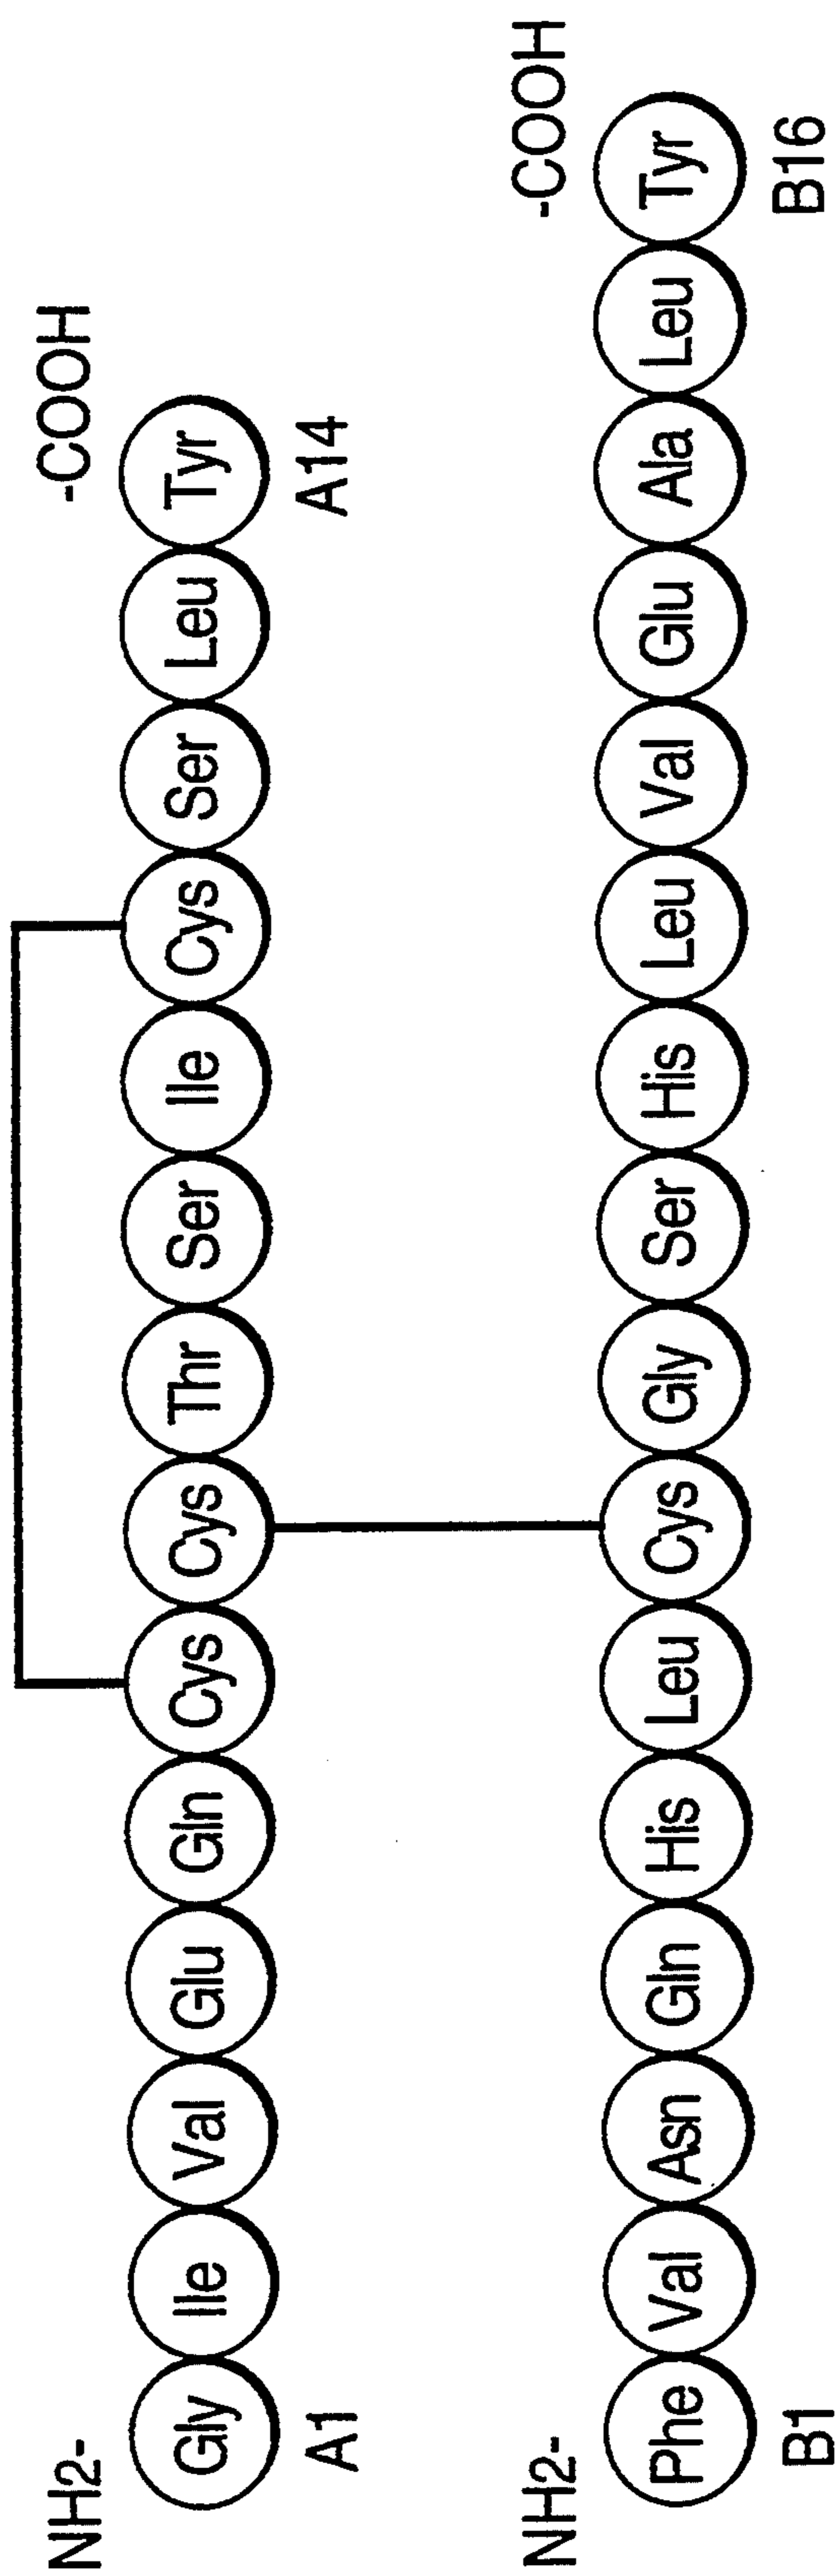 NH2- -COOH
Gly Ile Val Glu Gln Cys Cys Thr Ser Ile Cys Ser Leu Tyr
A1 A14
NH2- -COOH
Phe Val Asn Gln His Leu Cys Gly Ser His Leu Val Glu Ala Leu Tyr
B1 B16